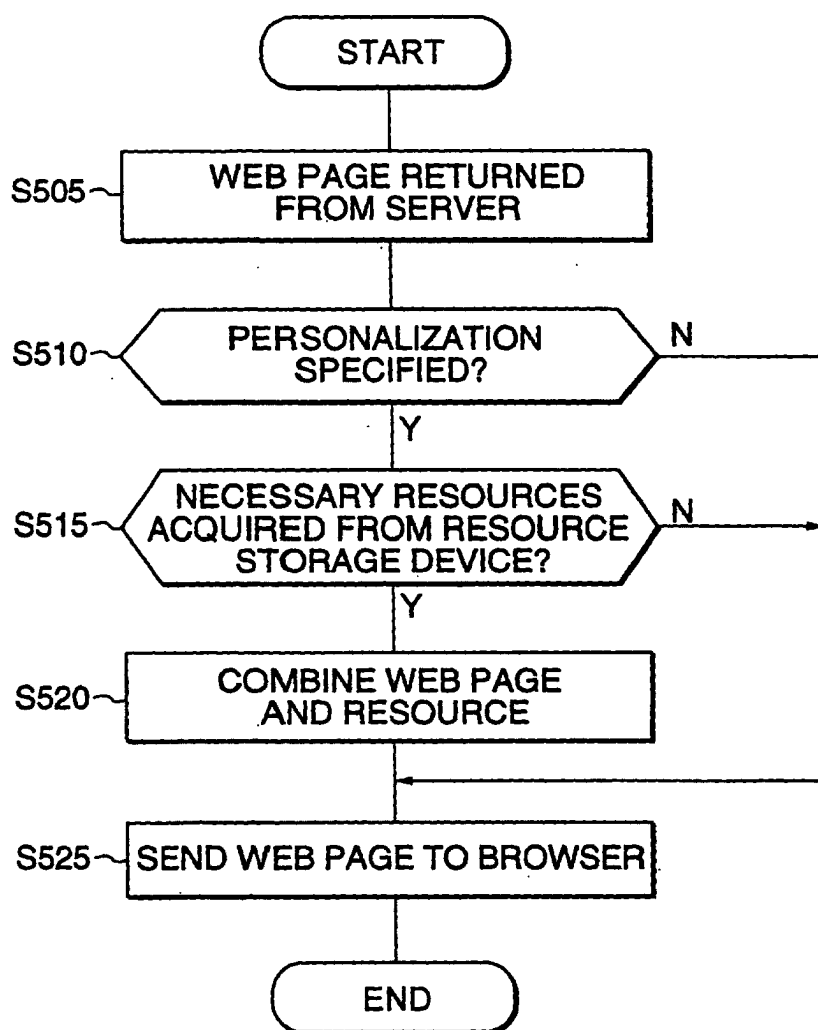 START
S505
WEB PAGE RETURNED
FROM SERVER
S510
PERSONALIZATION
SPECIFIED?
N
Y
S515
NECESSARY RESOURCES
ACQUIRED FROM RESOURCE
STORAGE DEVICE?
N
Y
S520
COMBINE WEB PAGE
AND RESOURCE
S525
SEND WEB PAGE TO BROWSER
END